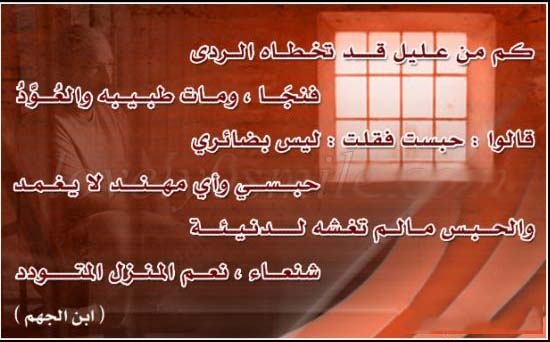 كم من عليل قد تخطاه الردى
فنجَا ، ومات طبيبه والعُوَّدُ
قالوا : حبست فقلت : ليس بضائري
حبسي وأي مهند لا يغمد
والحبس مالم تغشه لدنيئة
شنعاء ، نعم المنزل المتودد
( ابن الجهم )